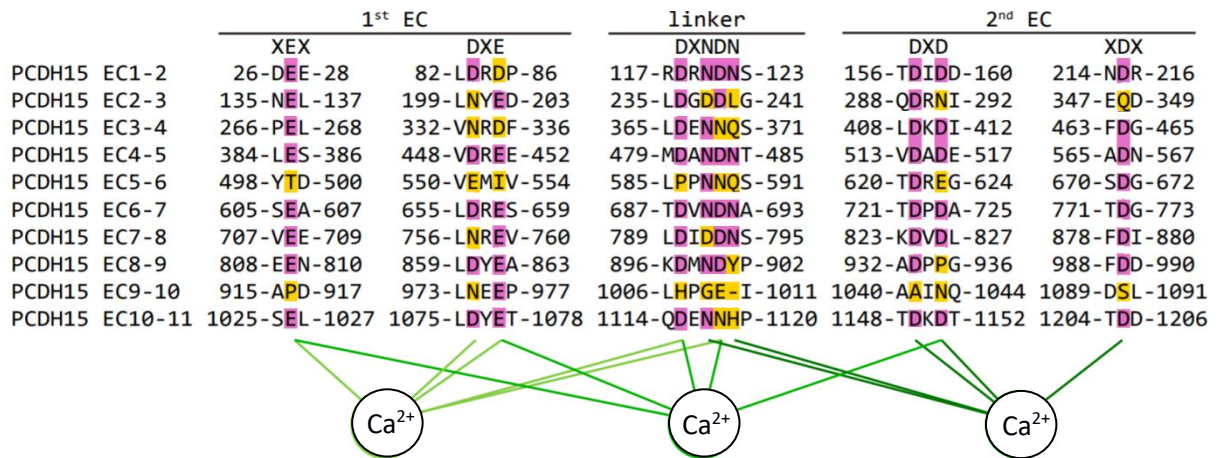 1st EC linker 2nd EC
XEX DXE DXNDN DXD XDX
PCDH15 EC1-2 26-DEE-28 82-LDRDP-86 117-RDRNDNS-123 156-TDIDD-160 214-NDR-216
PCDH15 EC2-3 135-NEL-137 199-LNYED-203 235-LDGDDLG-241 288-QDRNI-292 347-EQD-349
PCDH15 EC3-4 266-PEL-268 332-VNRDF-336 365-LDENNQS-371 408-LDKDI-412 463-FDG-465
PCDH15 EC4-5 384-LES-386 448-VDREE-452 479-MDANDNT-485 513-VDADE-517 565-ADN-567
PCDH15 EC5-6 498-YTD-500 550-VEMIV-554 585-LPPNNQS-591 620-TDREG-624 670-SDG-672
PCDH15 EC6-7 605-SEA-607 655-LDRES-659 687-TDVNDNA-693 721-TDPDA-725 771-TDG-773
PCDH15 EC7-8 707-VEE-709 756-LNREV-760 789 LDIDDNS-795 823-KDVDL-827 878-FDI-880
PCDH15 EC8-9 808-EEN-810 859-LDYEA-863 896-KDMNDYP-902 932-ADPPG-936 988-FDD-990
PCDH15 EC9-10 915-APD-917 973-LNEEP-977 1006-LHPGE-I-1011 1040-AAINQ-1044 1089-DSL-1091
PCDH15 EC10-11 1025-SEL-1027 1075-LDYET-1078 1114-QDENNHP-1120 1148-TDKDT-1152 1204-TDD-1206
Ca2+ Ca2+ Ca2+